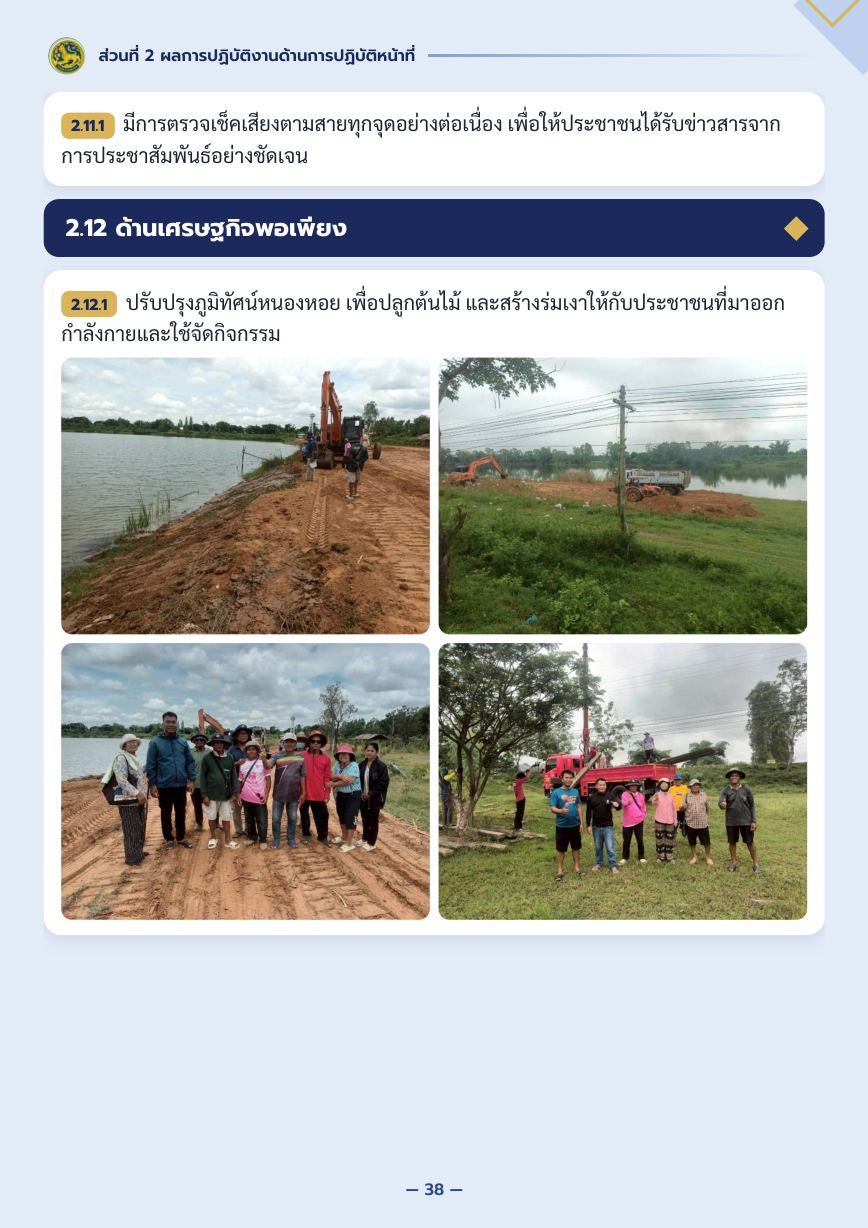 ส่วนที่ 2 ผลการปฏิบัติงานด้านการปฏิบัติหน้าที่
2.11.1 มีการตรวจเช็คเสียงตามสายทุกจุดอย่างต่อเนื่อง เพื่อให้ประชาชนได้รับข่าวสารจาก
การประชาสัมพันธ์อย่างชัดเจน
2.12 ด้านเศรษฐกิจพอเพียง
2.12.1 ปรับปรุงภูมิทัศน์หนองหอย เพื่อปลูกต้นไม้ และสร้างร่มเงาให้กับประชาชนที่มาออก
กำลังกายและใช้จัดกิจกรรม
— 38 —